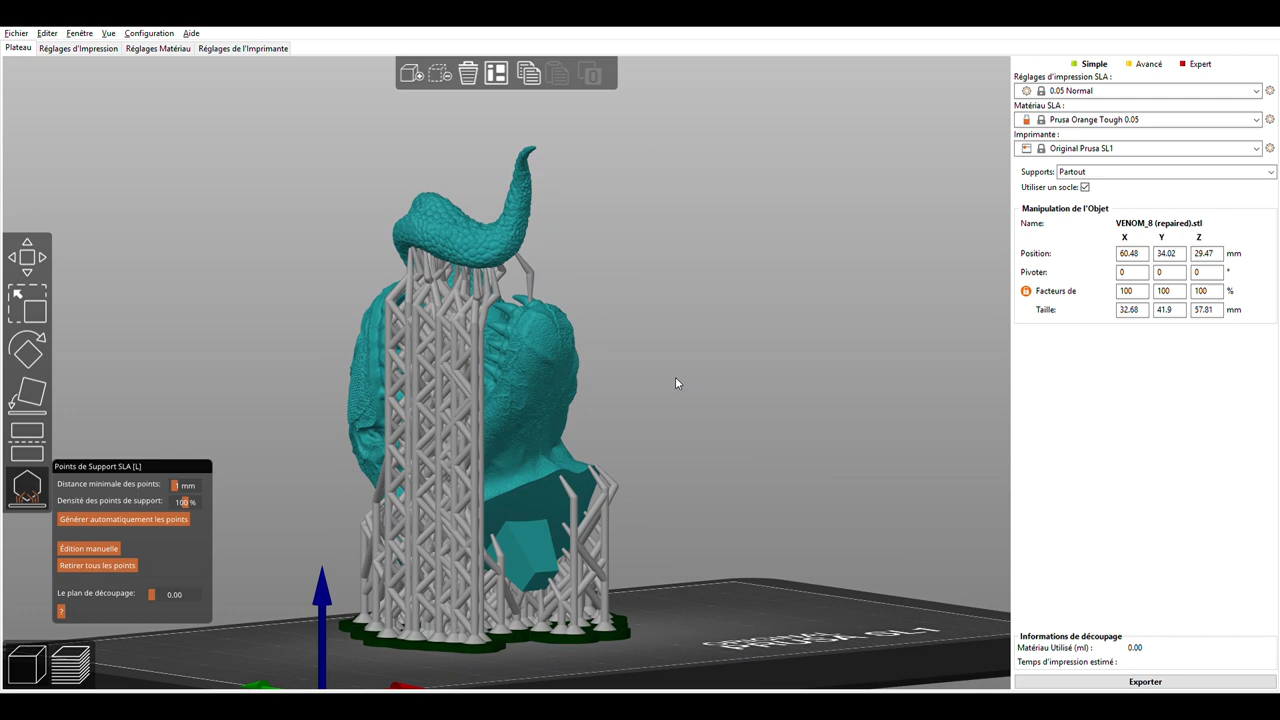 Fichier Editer Fenêtre Vue Configuration Aide
Plateau Réglages d'Impression Réglages Matériau Réglages de l'Imprimante
Simple Avancé Expert
Réglages d'impression SLA :
0.05 Normal
Matériau SLA :
Prusa Orange Tough 0.05
Imprimante :
Original Prusa SL1
Supports: Partout
Utiliser un socle:
Manipulation de l'Objet
Name: VENOM_8 (repaired).stl
X Y Z
Position: 60.48 34.02 29.47 mm
Pivoter: 0 0 0 °
Facteurs de 100 100 100 %
Taille: 32.68 41.9 57.81 mm
Points de Support SLA [L]
Distance minimale des points: 1 mm
Densité des points de support: 100 %
Générer automatiquement les points
Édition manuelle
Retirer tous les points
Le plan de découpage: 0.00
?
ORIGINAL
PRUSA SL1
Informations de découpage
Matériau Utilisé (ml) : 0.00
Temps d'impression estimé :
Exporter